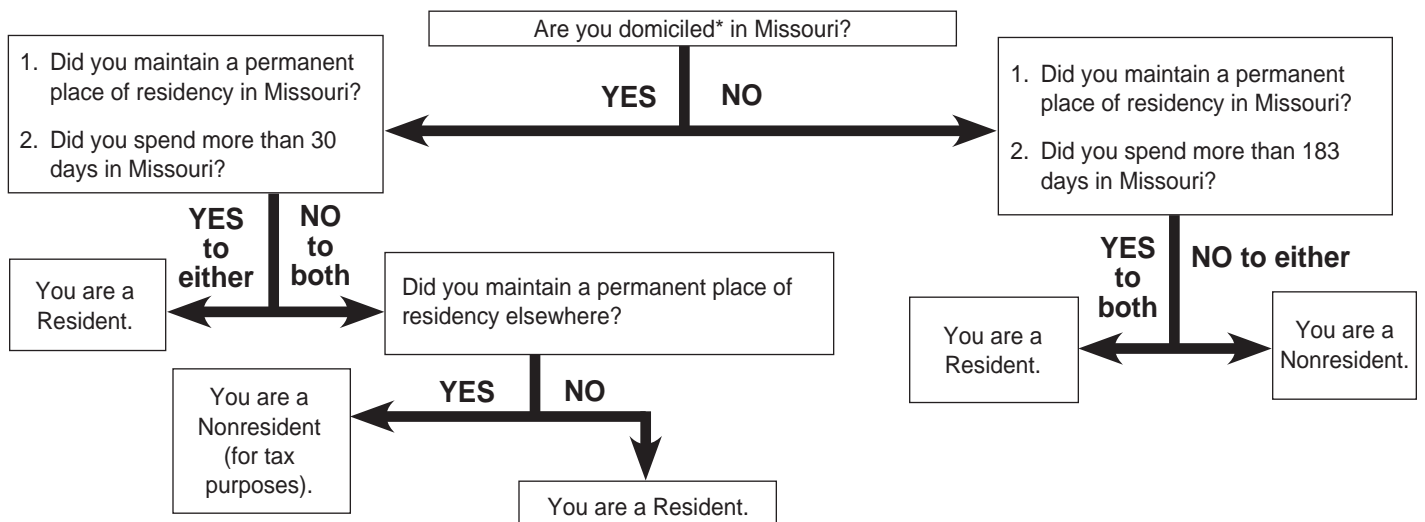 Are you domiciled* in Missouri?
YES
NO
1. Did you maintain a permanent
place of residency in Missouri?
2. Did you spend more than 30
days in Missouri?
YES
to
either
NO
to
both
You are a
Resident.
Did you maintain a permanent place of
residency elsewhere?
YES
NO
You are a
Nonresident
(for tax
purposes).
You are a Resident.
1. Did you maintain a permanent
place of residency in Missouri?
2. Did you spend more than 183
days in Missouri?
YES
to
both
NO to either
You are a
Resident.
You are a
Nonresident.